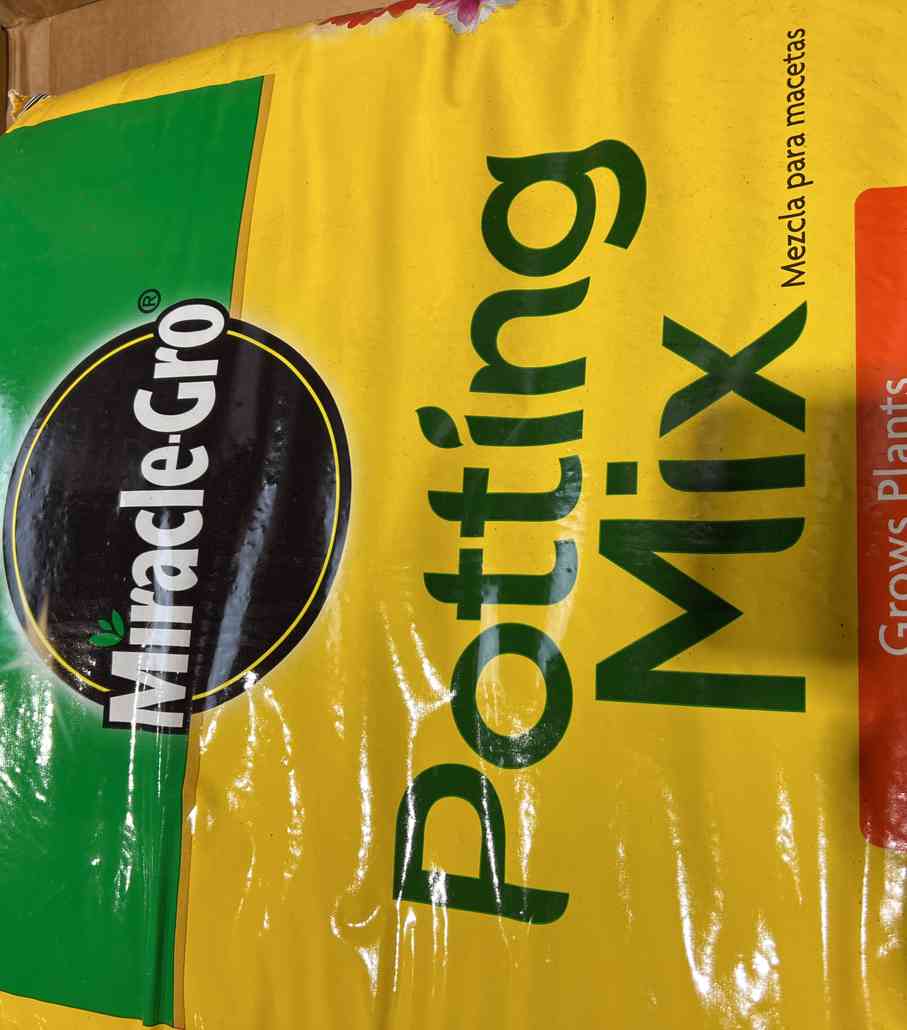 Miracle-Gro®
Potting
Mix
Mezcla para macetas
Grows Plants